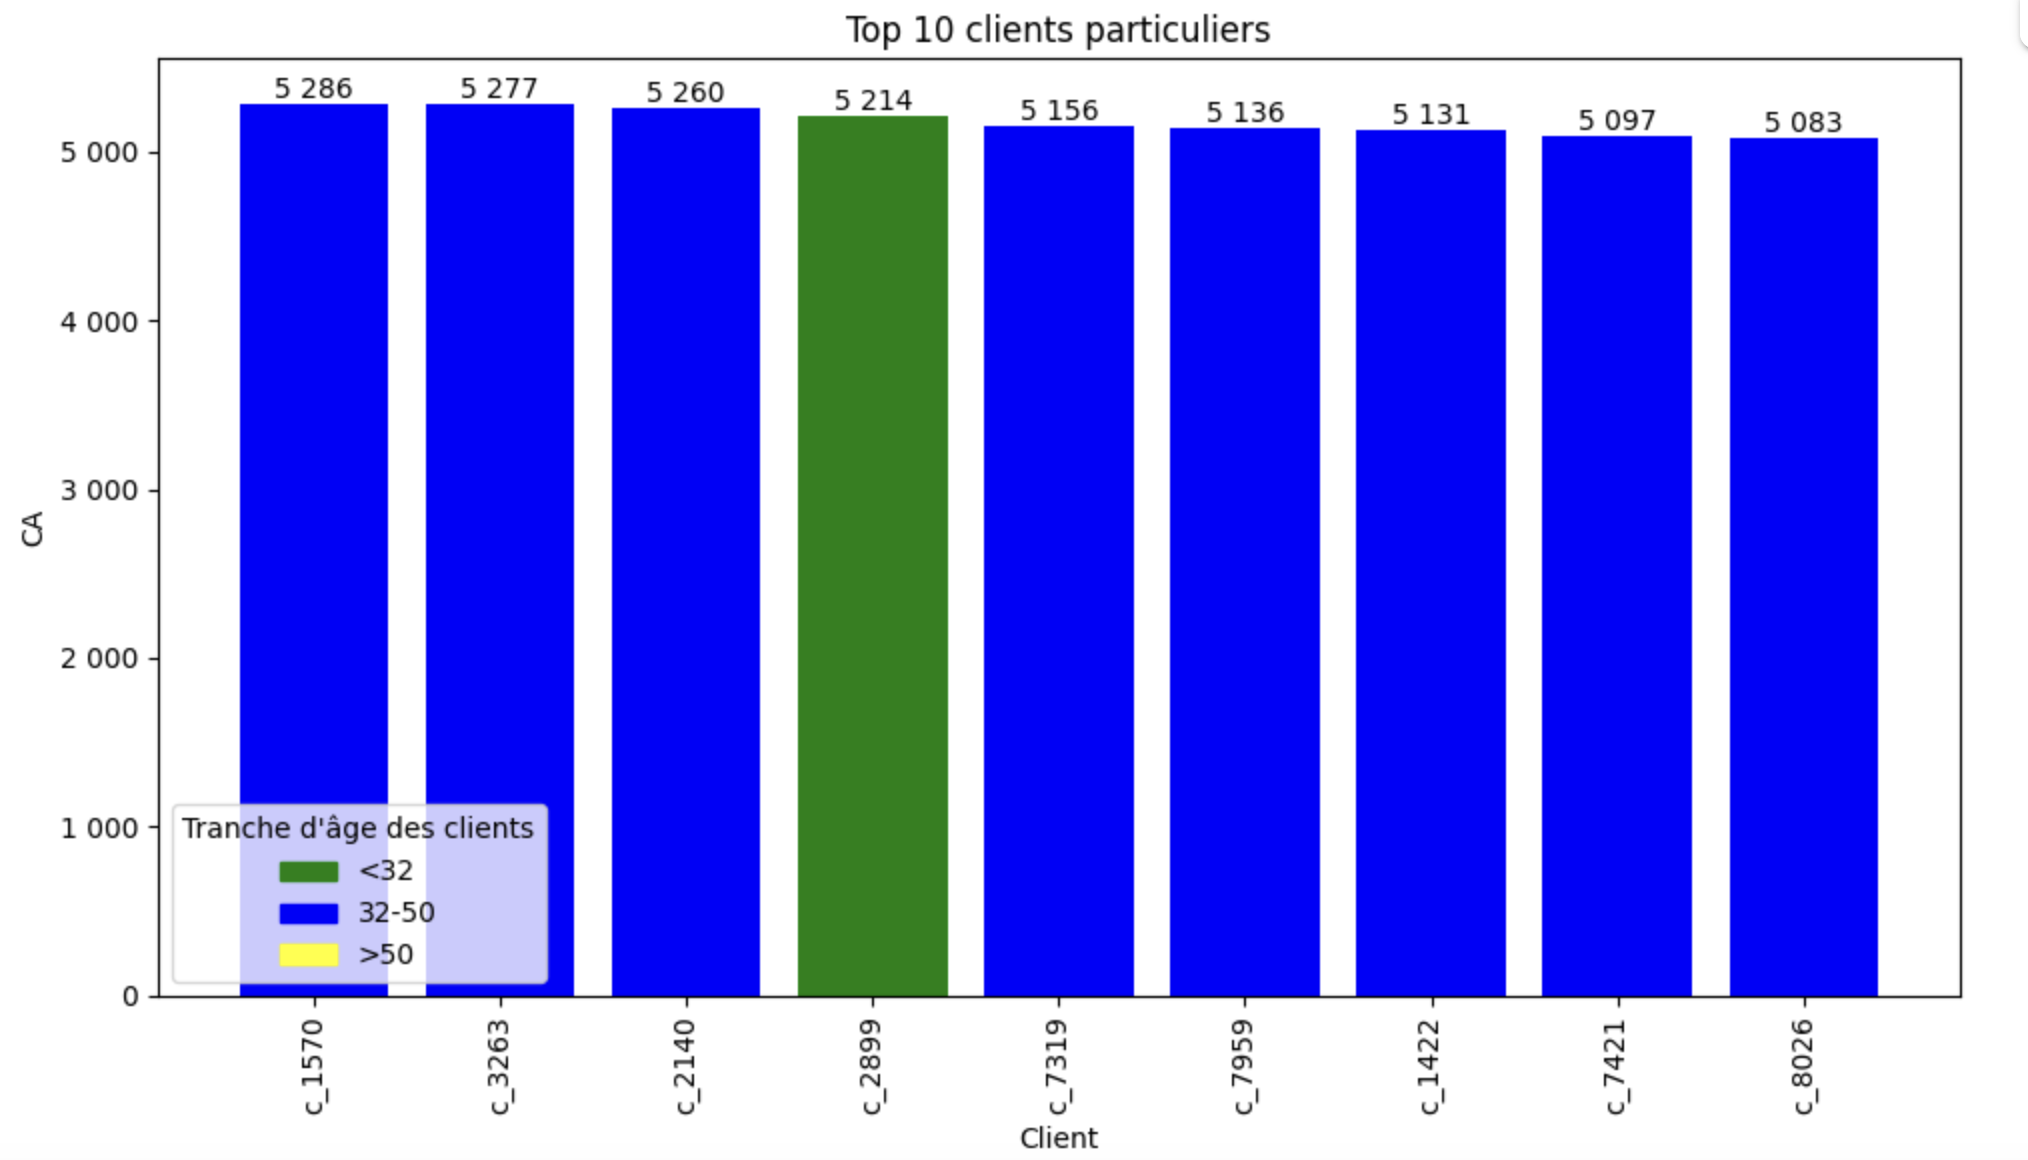 Top 10 clients particuliers
5 286
5 277
5 260
5 214
5 156
5 136
5 131
5 097
5 083
5 000
4 000
3 000
2 000
1 000
0
CA
Tranche d'âge des clients
<32
32-50
>50
c_1570
c_3263
c_2140
c_2899
c_7319
c_7959
c_1422
c_7421
c_8026
Client